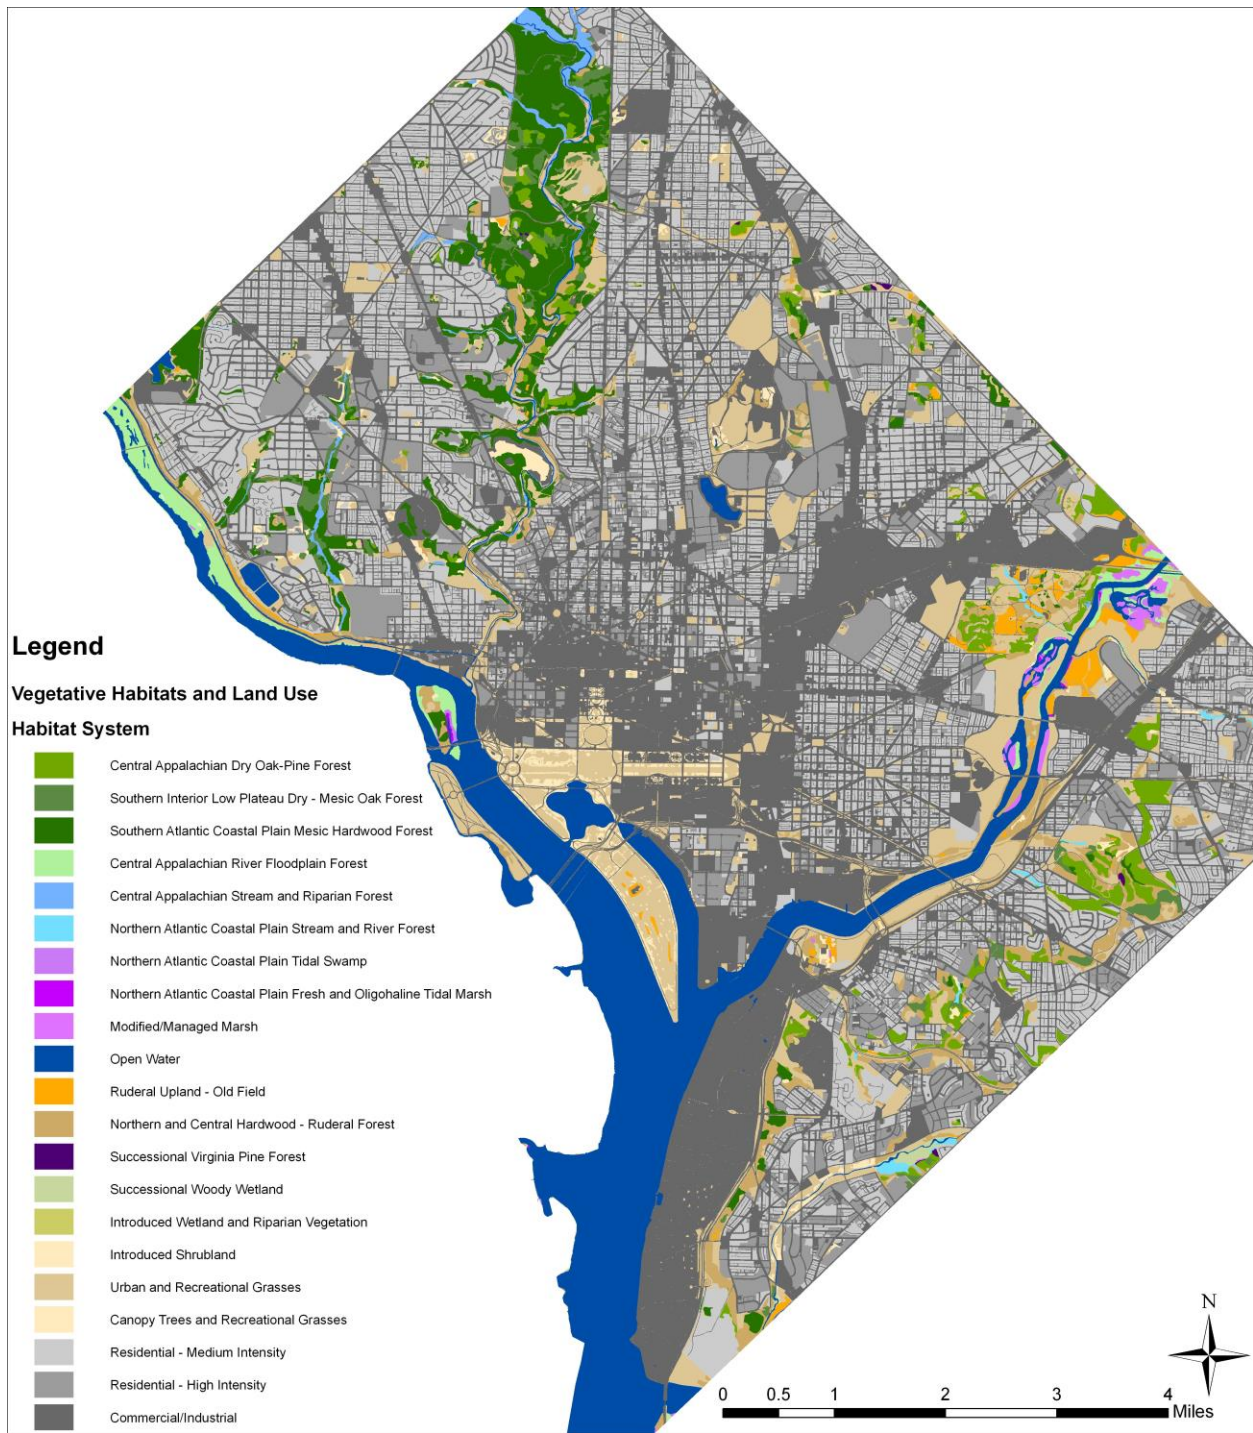 Legend
Vegetative Habitats and Land Use
Habitat System
Central Appalachian Dry Oak-Pine Forest
Southern Interior Low Plateau Dry - Mesic Oak Forest
Southern Atlantic Coastal Plain Mesic Hardwood Forest
Central Appalachian River Floodplain Forest
Central Appalachian Stream and Riparian Forest
Northern Atlantic Coastal Plain Stream and River Forest
Northern Atlantic Coastal Plain Tidal Swamp
Northern Atlantic Coastal Plain Fresh and Oligohaline Tidal Marsh
Modified/Managed Marsh
Open Water
Ruderal Upland - Old Field
Northern and Central Hardwood - Ruderal Forest
Successional Virginia Pine Forest
Successional Woody Wetland
Introduced Wetland and Riparian Vegetation
Introduced Shrubland
Urban and Recreational Grasses
Canopy Trees and Recreational Grasses
Residential - Medium Intensity
Residential - High Intensity
Commercial/Industrial
N
0 0.5 1 2 3 4
Miles